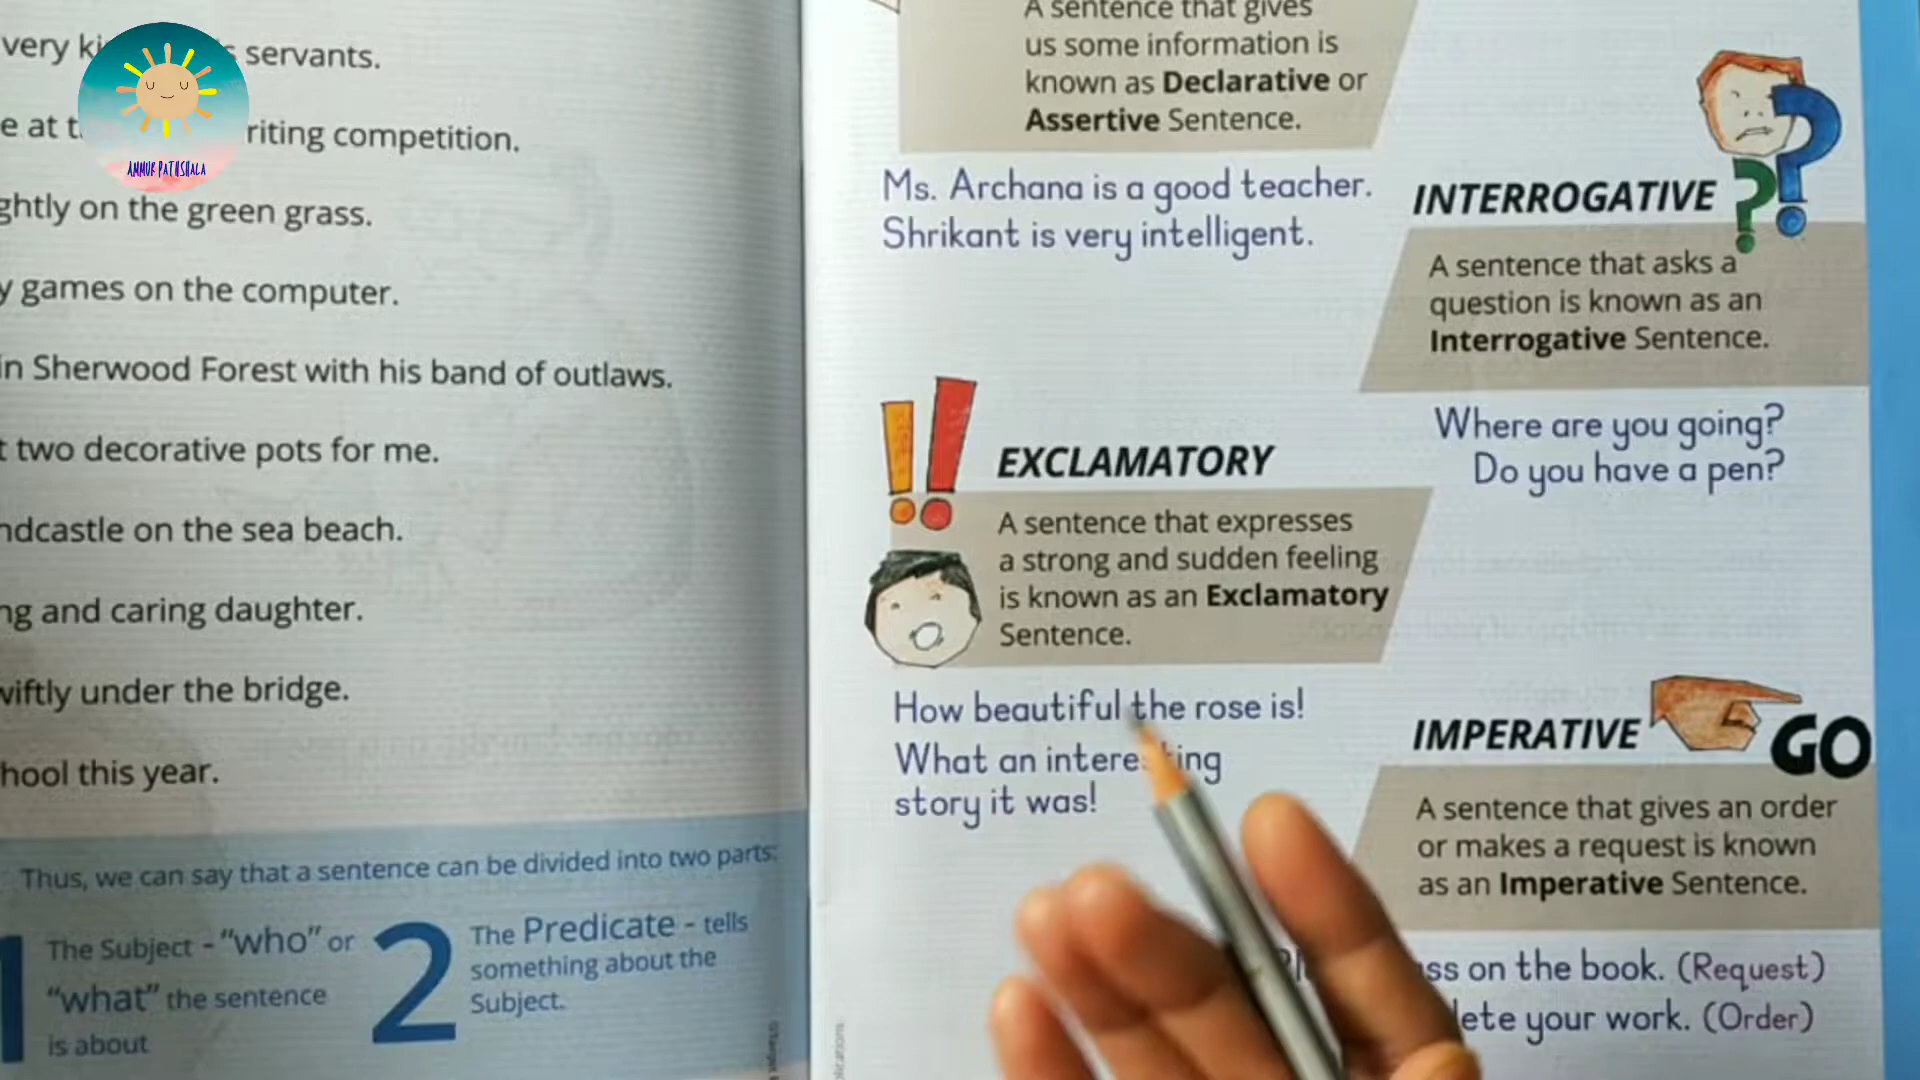 very servants.
e at riting competition.
ghtly on the green grass.
y games on the computer.
in Sherwood Forest with his band of outlaws.
t two decorative pots for me.
ndcastle on the sea beach.
ng and caring daughter.
wiftly under the bridge.
hool this year.
Thus, we can say that a sentence can be divided into two parts:
1
The Subject - "who" or
"what" the sentence
is about
2
The Predicate - tells
something about the
Subject.
AMMUR PATHSHALA
A sentence that gives
us some information is
known as Declarative or
Assertive Sentence.
Ms. Archana is a good teacher.
Shrikant is very intelligent.
INTERROGATIVE
A sentence that asks a
question is known as an
Interrogative Sentence.
Where are you going?
Do you have a pen?
EXCLAMATORY
A sentence that expresses
a strong and sudden feeling
is known as an Exclamatory
Sentence.
How beautiful the rose is!
What an interesting
story it was!
IMPERATIVE
GO
A sentence that gives an order
or makes a request is known
as an Imperative Sentence.
ss on the book. (Request)
ete your work. (Order)